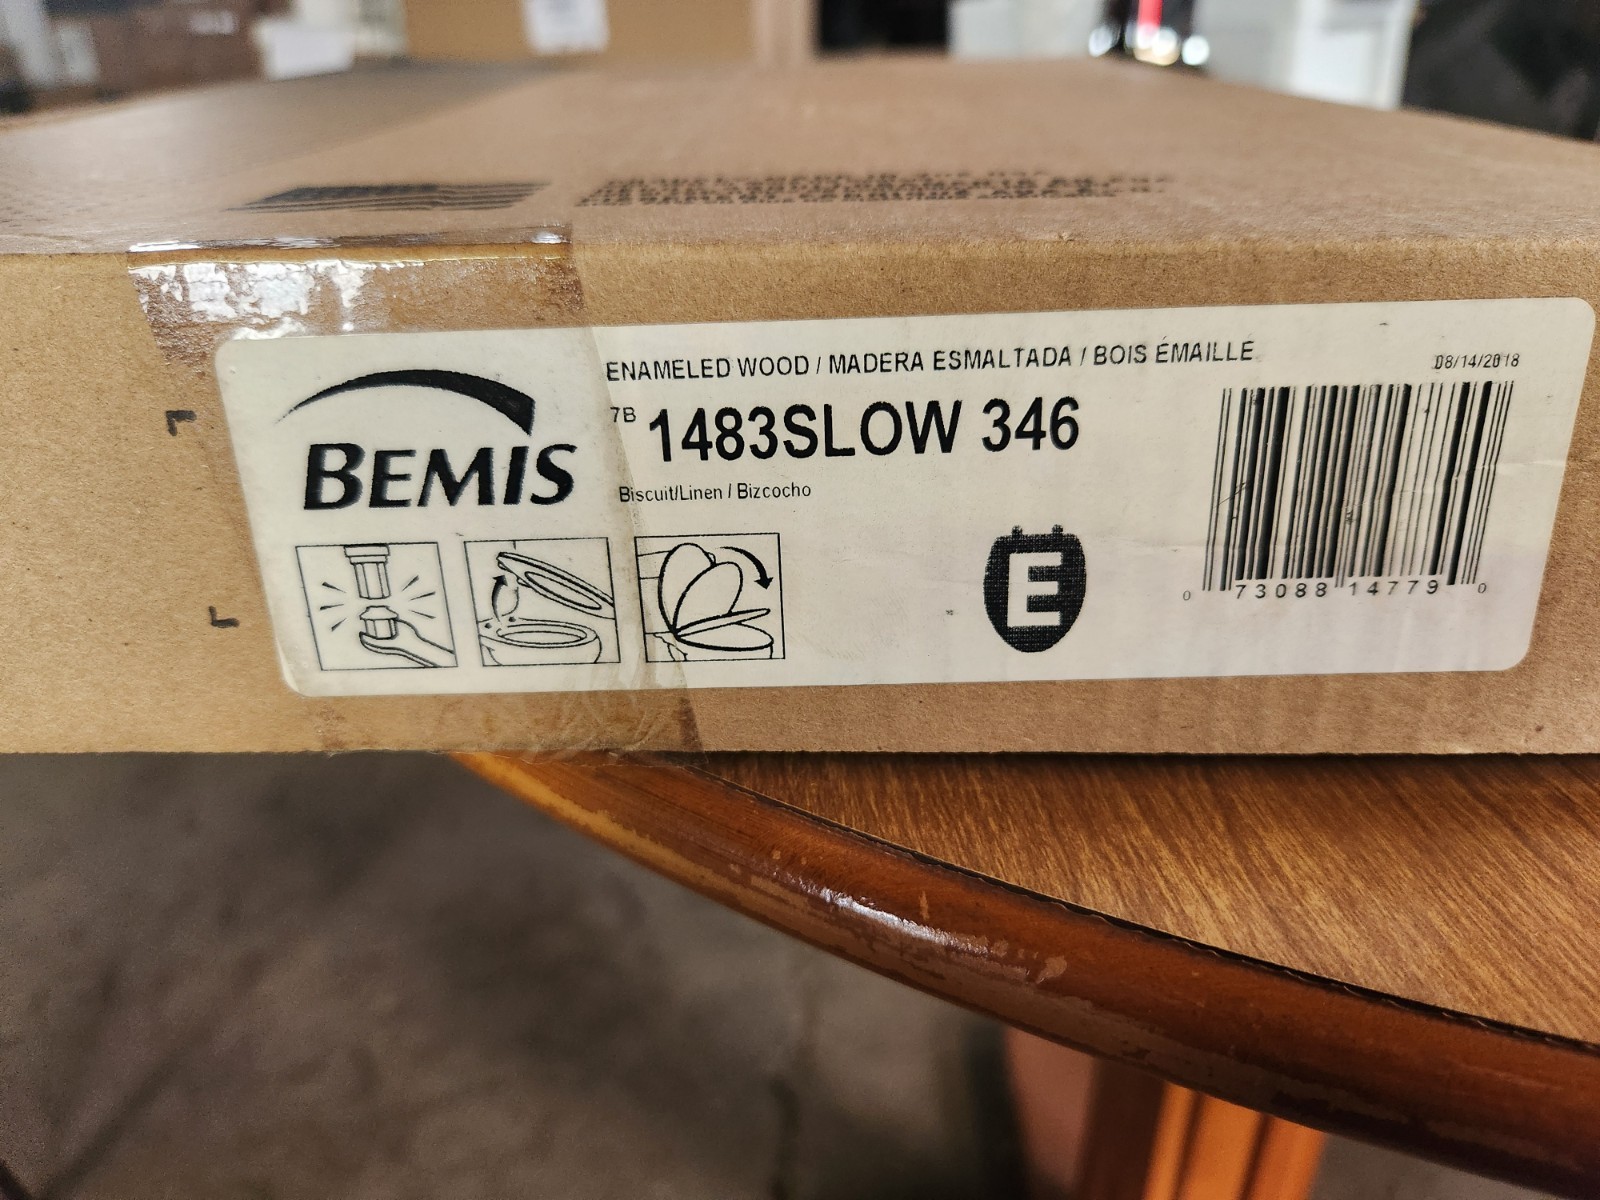 BEMIS
ENAMELED WOOD / MADERA ESMALTADA / BOIS ÉMAILLE
08/14/2018
7B 1483SLOW 346
Biscuit/Linen / Bizcocho
E
0 73088 14779 0